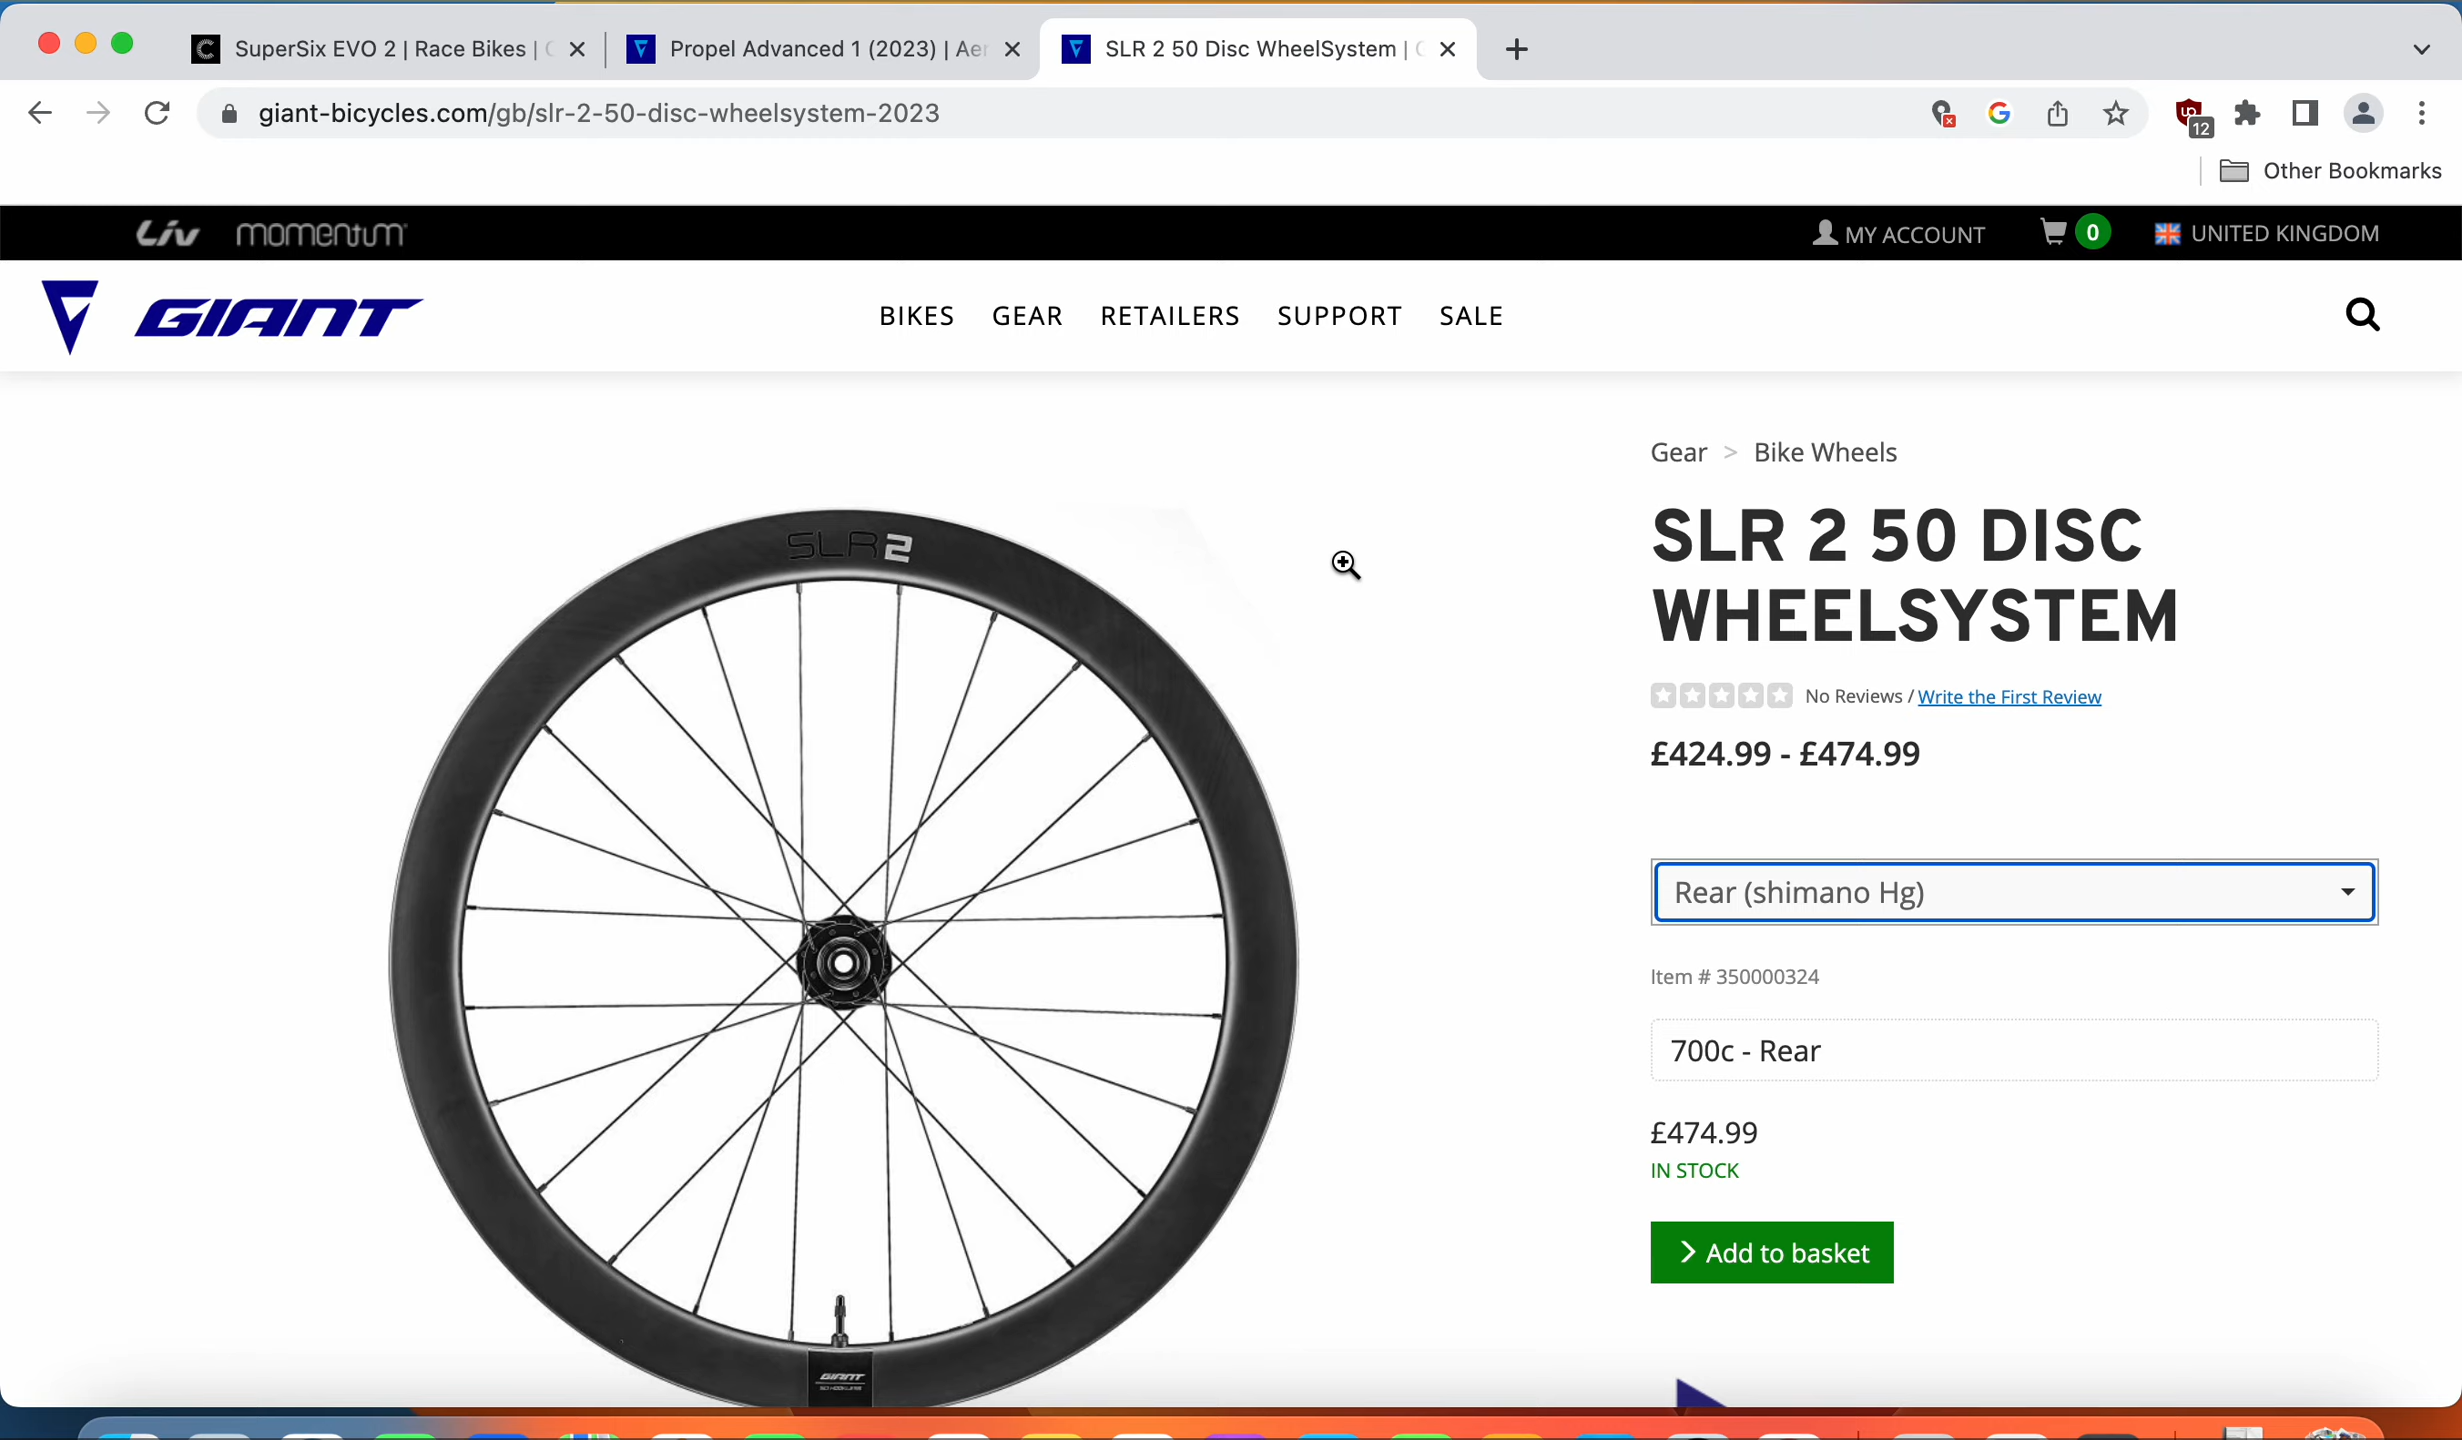 SuperSix EVO 2 | Race Bikes |
Propel Advanced 1 (2023) | Aer
SLR 2 50 Disc WheelSystem |
giant-bicycles.com/gb/slr-2-50-disc-wheelsystem-2023
12
Other Bookmarks
Liv momentum
MY ACCOUNT
0
UNITED KINGDOM
GIANT
BIKES
GEAR
RETAILERS
SUPPORT
SALE
Gear > Bike Wheels
SLR 2 50 DISC
WHEELSYSTEM
No Reviews / Write the First Review
£424.99 - £474.99
Rear (shimano Hg)
Item # 350000324
700c - Rear
£474.99
IN STOCK
Add to basket
SLR2
GIANT